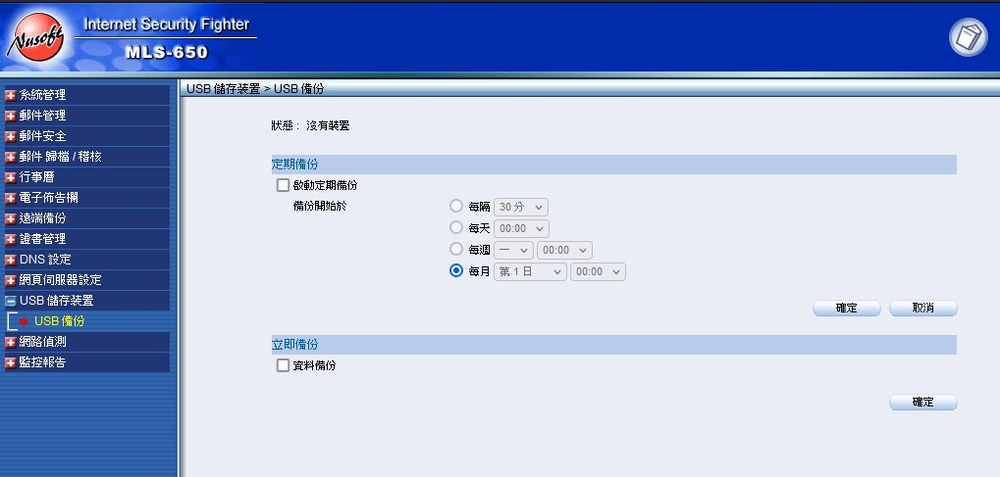 Nusoft
Internet Security Fighter
MLS-650
USB 儲存裝置 > USB 備份
系統管理
郵件管理
郵件安全
郵件 歸檔 / 稽核
行事曆
電子佈告欄
遠端備份
證書管理
DNS 設定
網頁伺服器設定
USB 儲存裝置
USB 備份
網路偵測
監控報告
狀態： 沒有裝置
定期備份
啟動定期備份
備份開始於
每隔 30 分
每天 00:00
每週 一 00:00
每月 第 1 日 00:00
確定 取消
立即備份
資料備份
確定